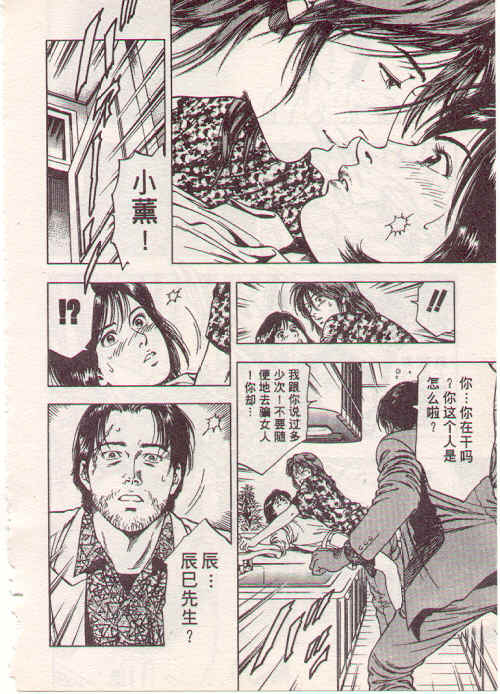 小薰！
!!
!?
你…你在干吗
？你这个人是
怎么啦？
我跟你说过多
少次！不要随
便地去骗女人
！你却…
辰…
辰巳先生？